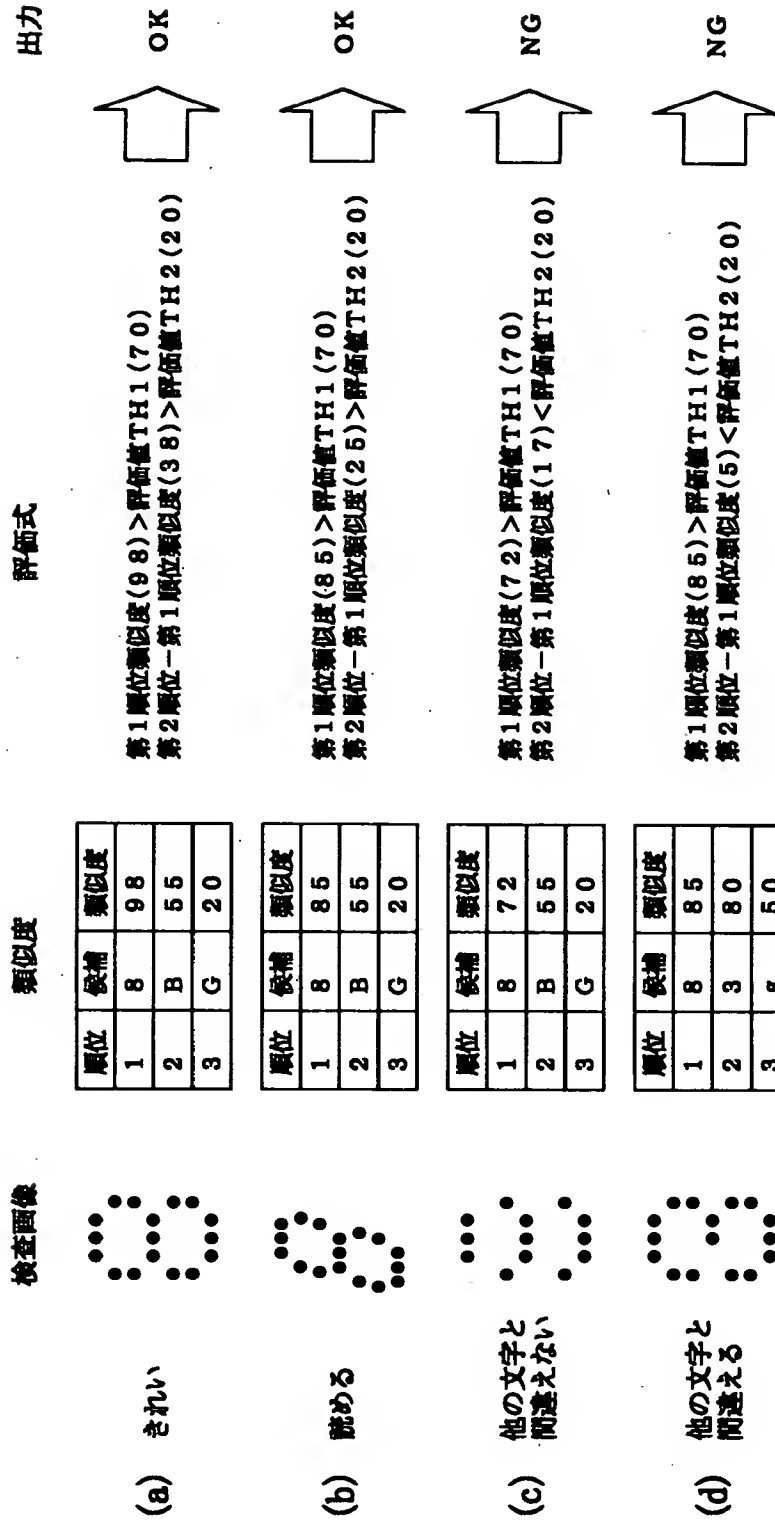 検査画像 類似度 評価式 出力
(a) きれい
順位 候補 類似度
1 8 98
2 B 55
3 G 20
第1順位類似度(98)>評価値TH1(70)
第2順位−第1順位類似度(38)>評価値TH2(20)
OK
(b) 読める
順位 候補 類似度
1 8 85
2 B 55
3 G 20
第1順位類似度(85)>評価値TH1(70)
第2順位−第1順位類似度(25)>評価値TH2(20)
OK
(c) 他の文字と
間違えない
順位 候補 類似度
1 8 72
2 B 55
3 G 20
第1順位類似度(72)>評価値TH1(70)
第2順位−第1順位類似度(17)<評価値TH2(20)
NG
(d) 他の文字と
間違える
順位 候補 類似度
1 8 85
2 3 80
3 50
第1順位類似度(85)>評価値TH1(70)
第2順位−第1順位類似度(5)<評価値TH2(20)
NG